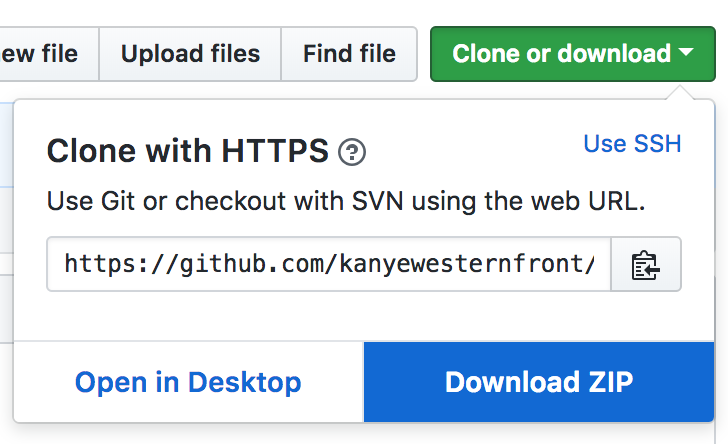 ew file
Upload files
Find file
Clone or download
Clone with HTTPS ?
Use SSH
Use Git or checkout with SVN using the web URL.
https://github.com/kanyewesternfront/
Open in Desktop
Download ZIP